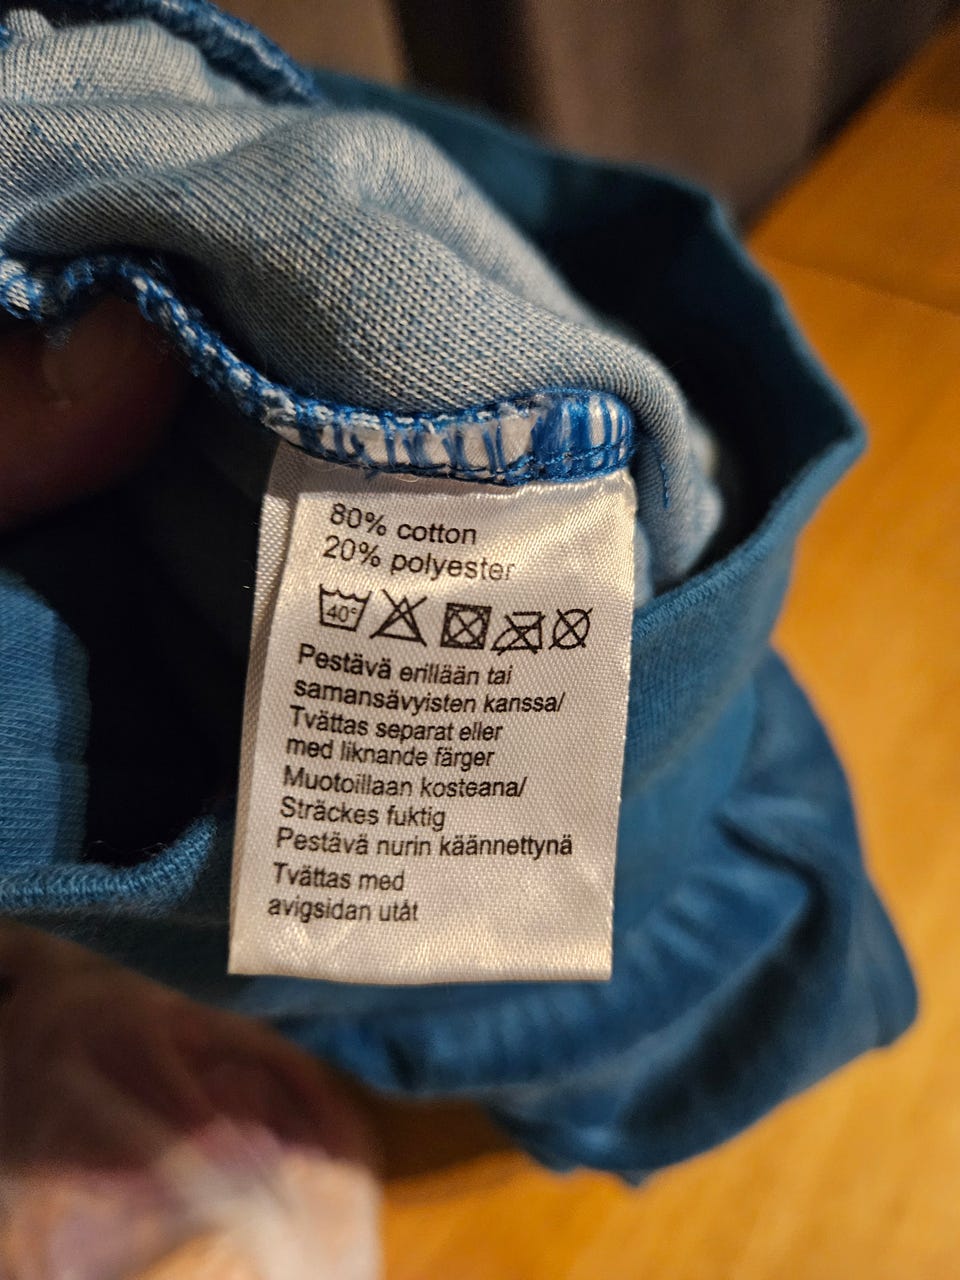 80% cotton
20% polyester
40°
Pestävä erillään tai
samansävyisten kanssa/
Tvättas separat eller
med liknande färger
Muotoillaan kosteana/
Sträckes fuktig
Pestävä nurin käännettynä
Tvättas med
avigsidan utåt